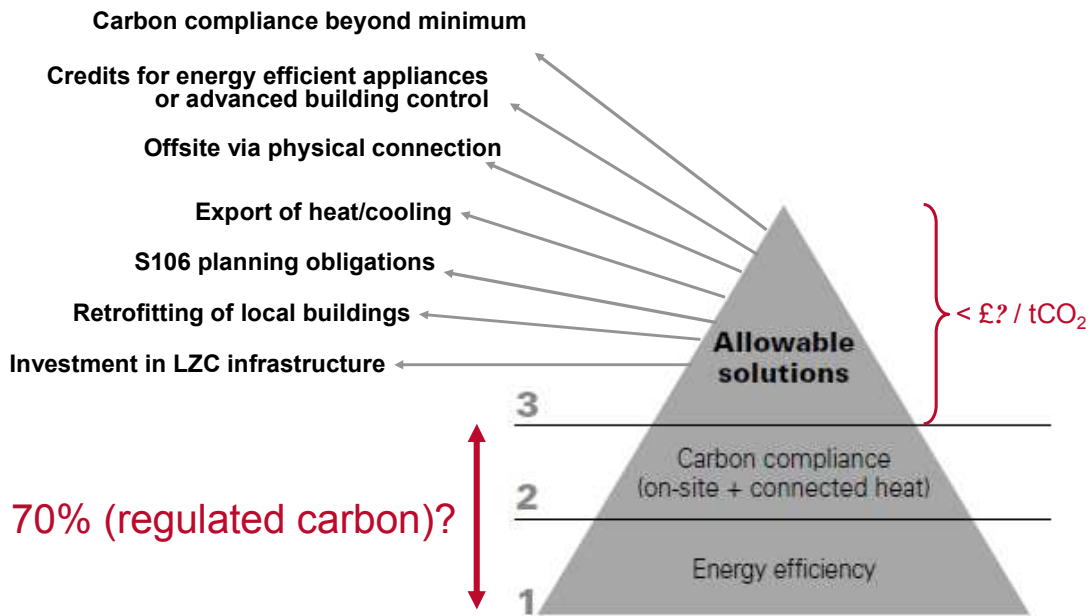 Carbon compliance beyond minimum
Credits for energy efficient appliances
or advanced building control
Offsite via physical connection
Export of heat/cooling
S106 planning obligations
Retrofitting of local buildings
Investment in LZC infrastructure
< £? / tCO₂
Allowable
solutions
3
Carbon compliance
(on-site + connected heat)
2
70% (regulated carbon)?
Energy efficiency
1